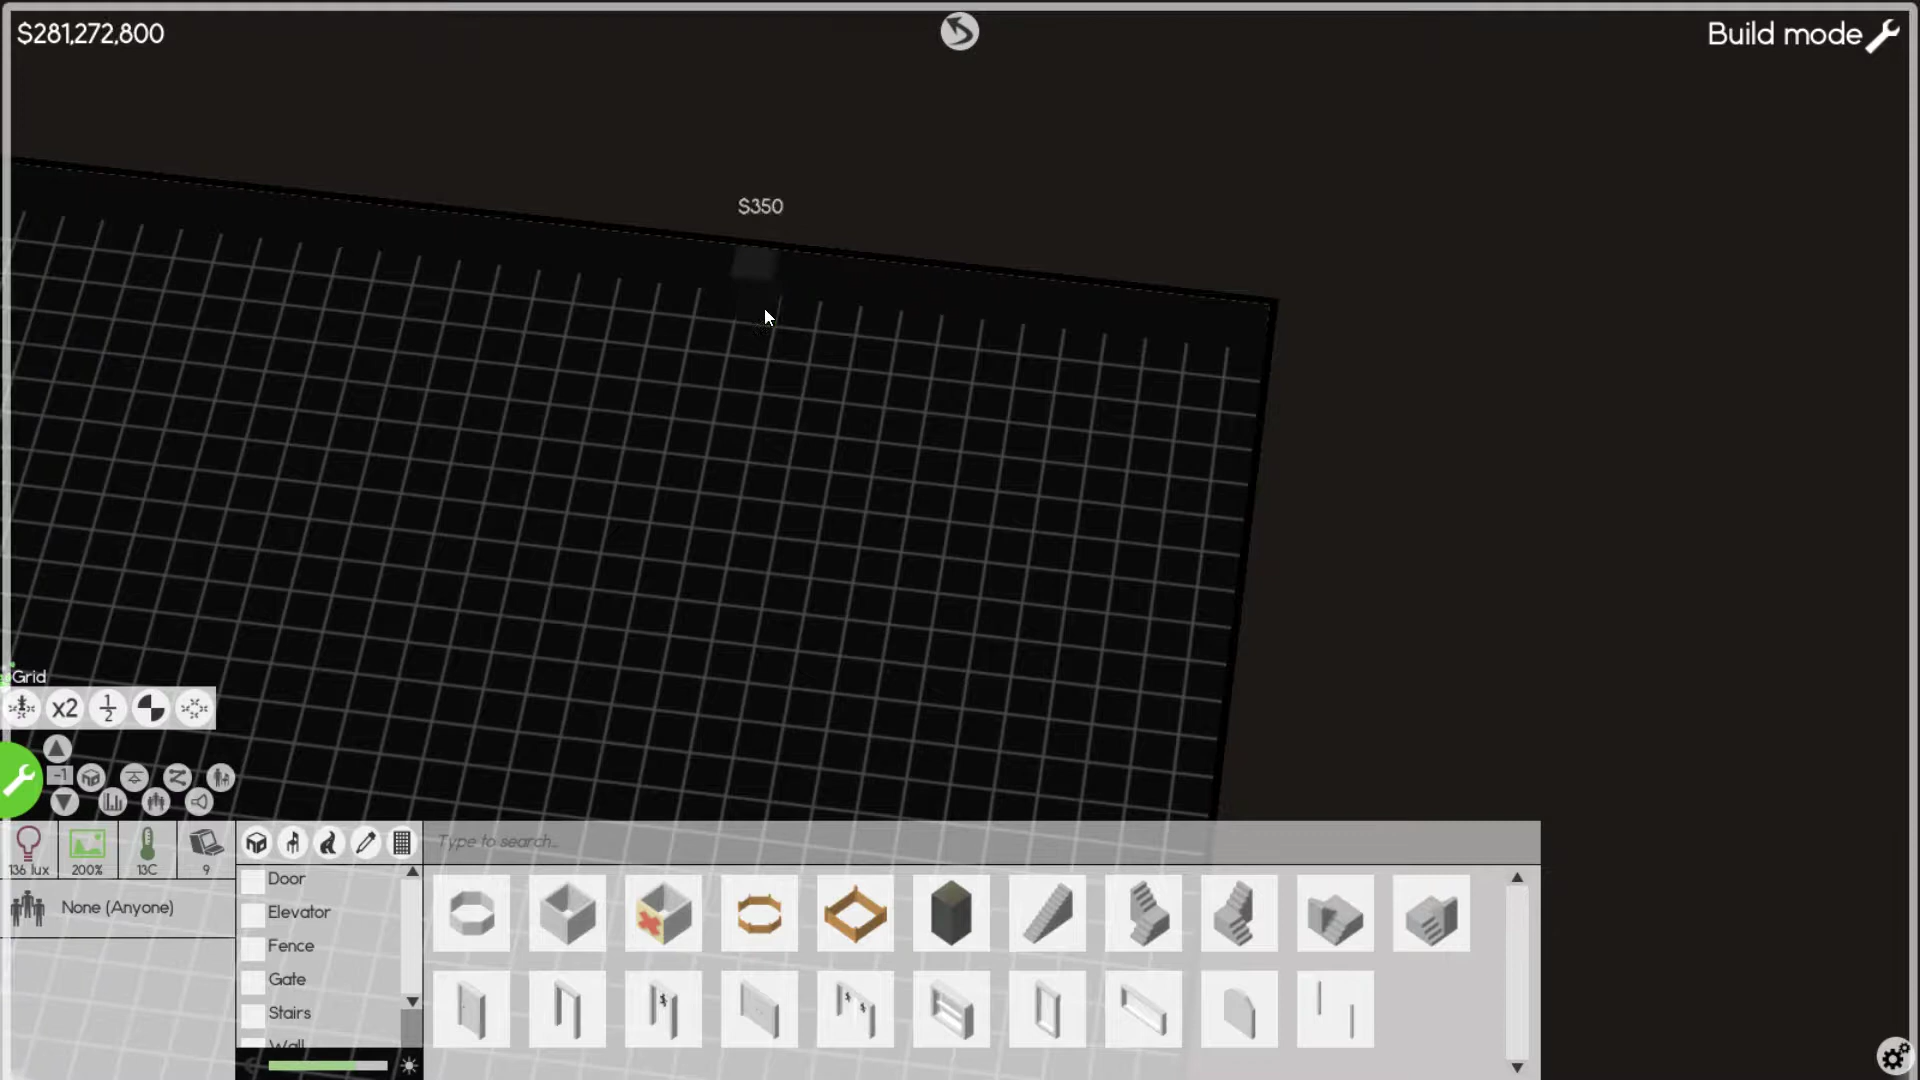 $281,272,800
Build mode
$350
Grid
x2
1/2
-1
136 lux
200%
13C
9
None (Anyone)
Type to search...
Door
Elevator
Fence
Gate
Stairs
Wall